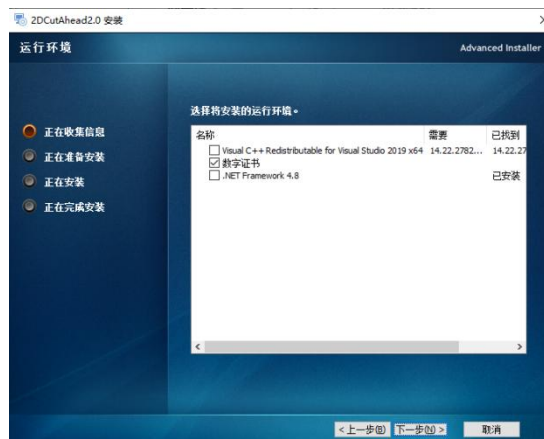 2DCutAhead2.0 安装
运行环境
Advanced Installer
选择将安装的运行环境。
正在收集信息
正在准备安装
正在安装
正在完成安装
名称 需要 已找到
Visual C++ Redistributable for Visual Studio 2019 x64 14.22.2782... 14.22.27
数字证书
.NET Framework 4.8 已安装
<上一步(B) 下一步(N)> 取消